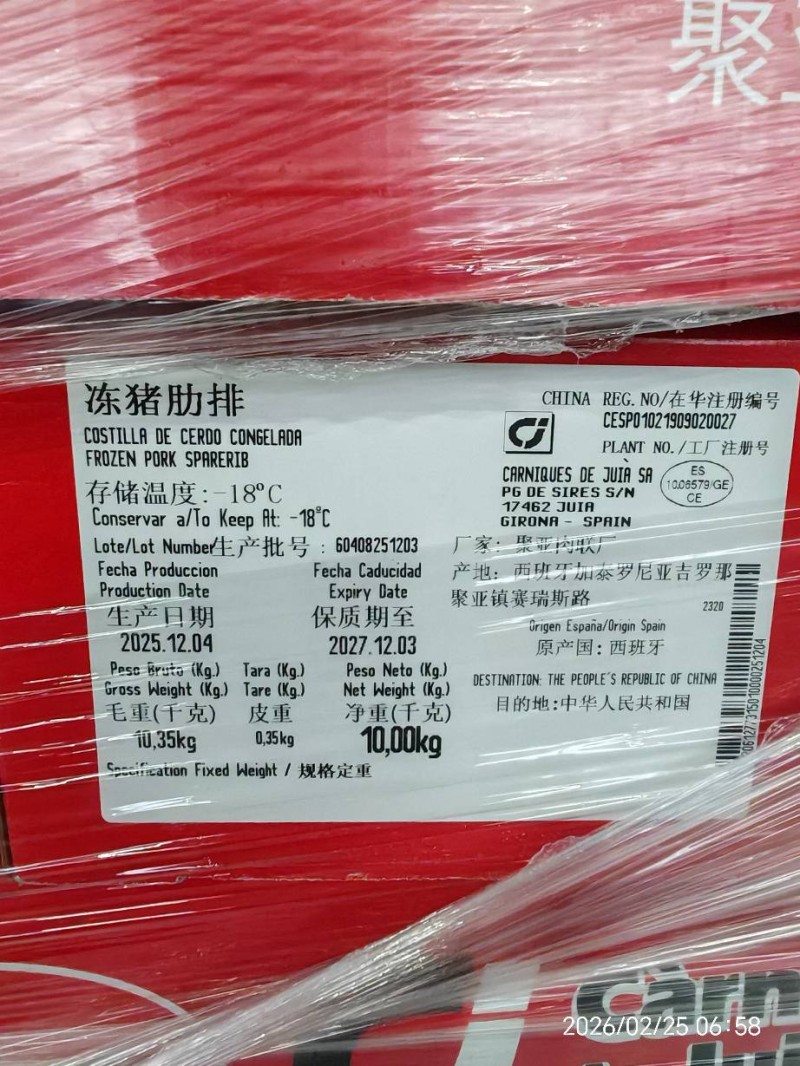 聚
冻猪肋排
COSTILLA DE CERDO CONGELADA
FROZEN PORK SPARERIB
存储温度:-18ºC
Conservar a/To Keep At: -18ºC
Lote/Lot Number生产批号 : 60408251203
Fecha Produccion Fecha Caducidad
Production Date Expiry Date
生产日期 保质期至
2025.12.04 2027.12.03
Peso Bruto (Kg.) Tara (Kg.) Peso Neto (Kg.)
Gross Weight (Kg.) Tare (Kg.) Net Weight (Kg.)
毛重(千克) 皮重 净重(千克)
10,35kg 0,35kg 10,00kg
Specification Fixed Weight / 规格定重
CHINA REG. NO/在华注册编号
CESP01021909020027
PLANT NO./工厂注册号
CARNIQUES DE JUIA SA
PG DE SIRES S/N
17462 JUIA
GIRONA - SPAIN
ES
10.06579/GE
CE
厂家: 聚亚肉联厂
产地: 西班牙加泰罗尼亚吉罗那
聚亚镇赛瑞斯路
2320
Origen España/Origin Spain
原产国: 西班牙
DESTINATION: THE PEOPLE'S REPUBLIC OF CHINA
目的地:中华人民共和国
Càrn
2026/02/25 06:58